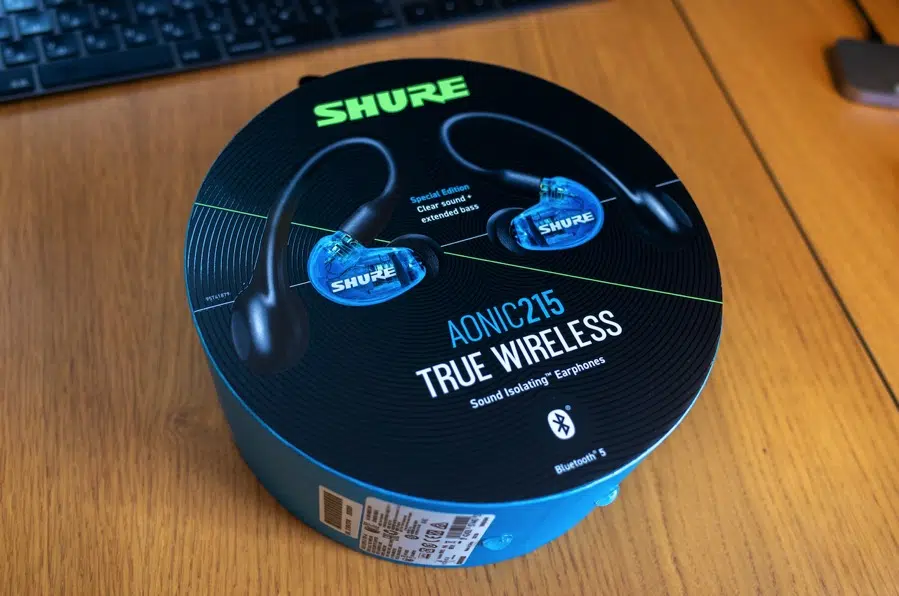 SHURE
Special Edition
Clear sound +
extended bass
SHURE
SHURE
AONIC215
TRUE WIRELESS
Sound Isolating™ Earphones
Bluetooth® 5